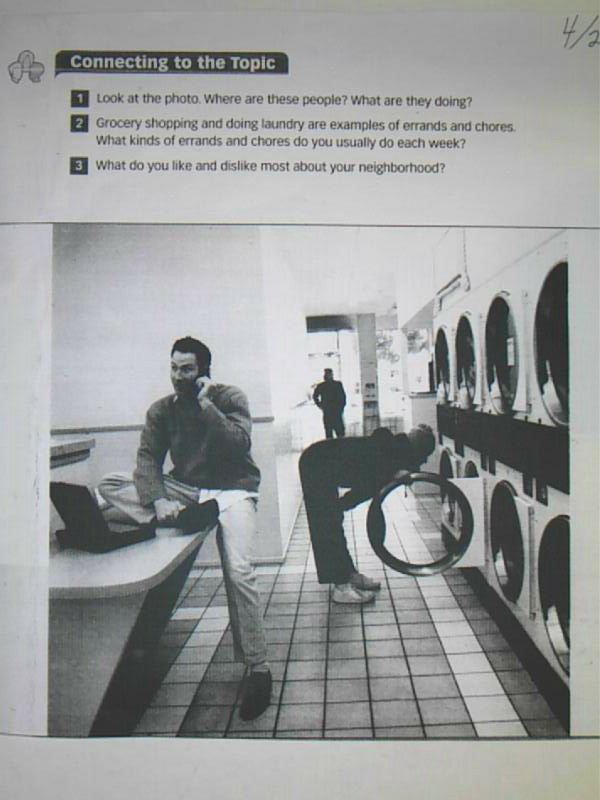 4/2
Connecting to the Topic
1 Look at the photo. Where are these people? What are they doing?
2 Grocery shopping and doing laundry are examples of errands and chores.
What kinds of errands and chores do you usually do each week?
3 What do you like and dislike most about your neighborhood?